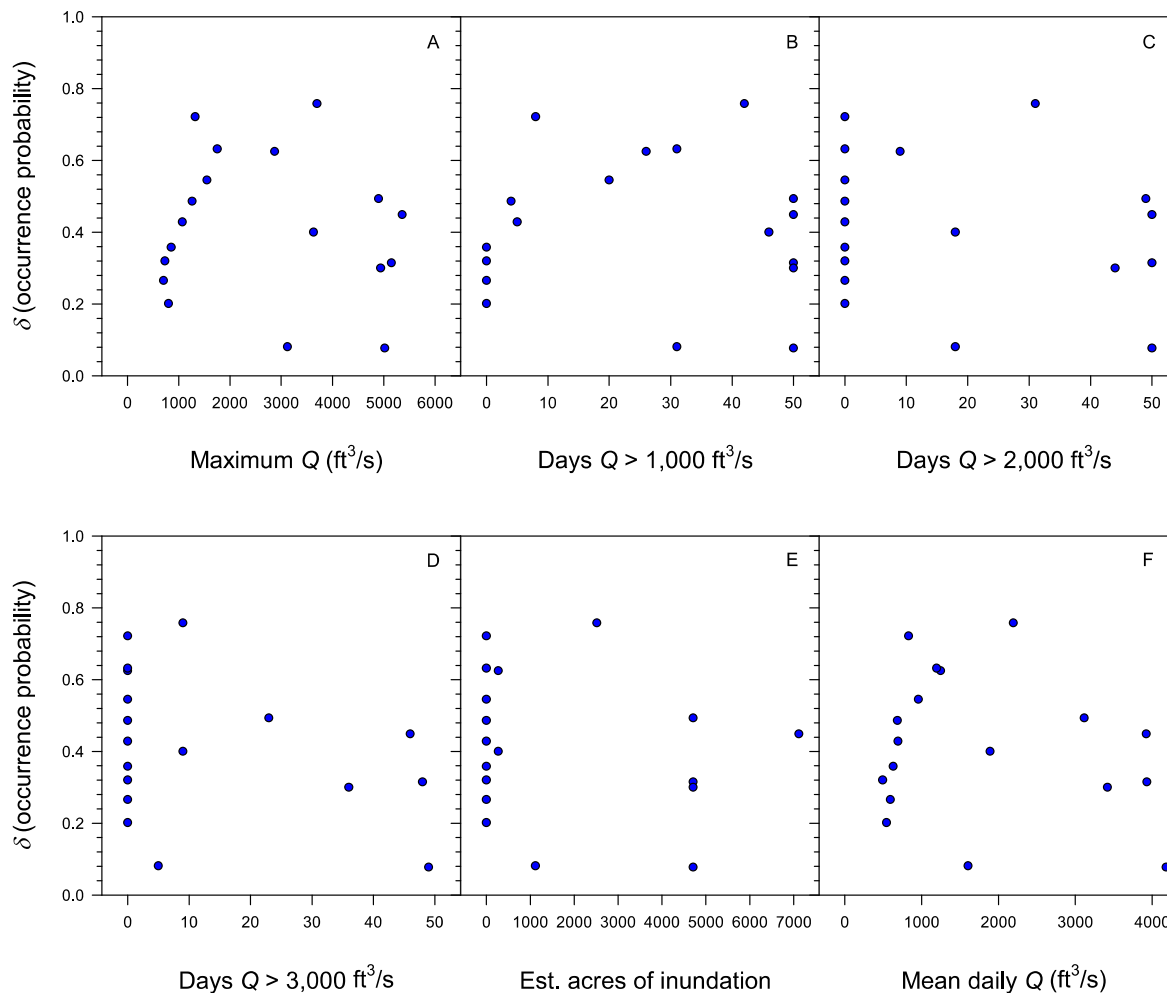 1.0
A
B
C
0.8
0.6
0.4
0.2
0.0
δ (occurrence probability)
0 1000 2000 3000 4000 5000 6000
0 10 20 30 40 50
0 10 20 30 40 50
Maximum Q (ft³/s)
Days Q > 1,000 ft³/s
Days Q > 2,000 ft³/s
1.0
D
E
F
0.8
0.6
0.4
0.2
0.0
δ (occurrence probability)
0 10 20 30 40 50
0 1000 2000 3000 4000 5000 6000 7000
0 1000 2000 3000 4000
Days Q > 3,000 ft³/s
Est. acres of inundation
Mean daily Q (ft³/s)